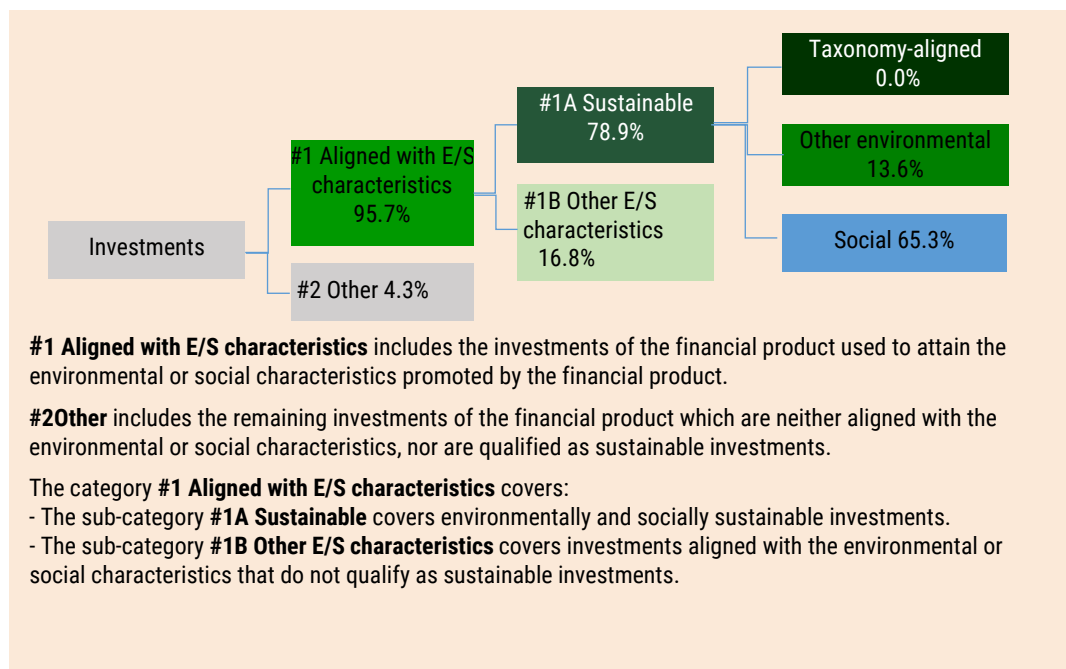 Investments
#1 Aligned with E/S
characteristics
95.7%
#2 Other 4.3%
#1A Sustainable
78.9%
#1B Other E/S
characteristics
16.8%
Taxonomy-aligned
0.0%
Other environmental
13.6%
Social 65.3%
#1 Aligned with E/S characteristics includes the investments of the financial product used to attain the
environmental or social characteristics promoted by the financial product.
#2Other includes the remaining investments of the financial product which are neither aligned with the
environmental or social characteristics, nor are qualified as sustainable investments.
The category #1 Aligned with E/S characteristics covers:
- The sub-category #1A Sustainable covers environmentally and socially sustainable investments.
- The sub-category #1B Other E/S characteristics covers investments aligned with the environmental or
social characteristics that do not qualify as sustainable investments.